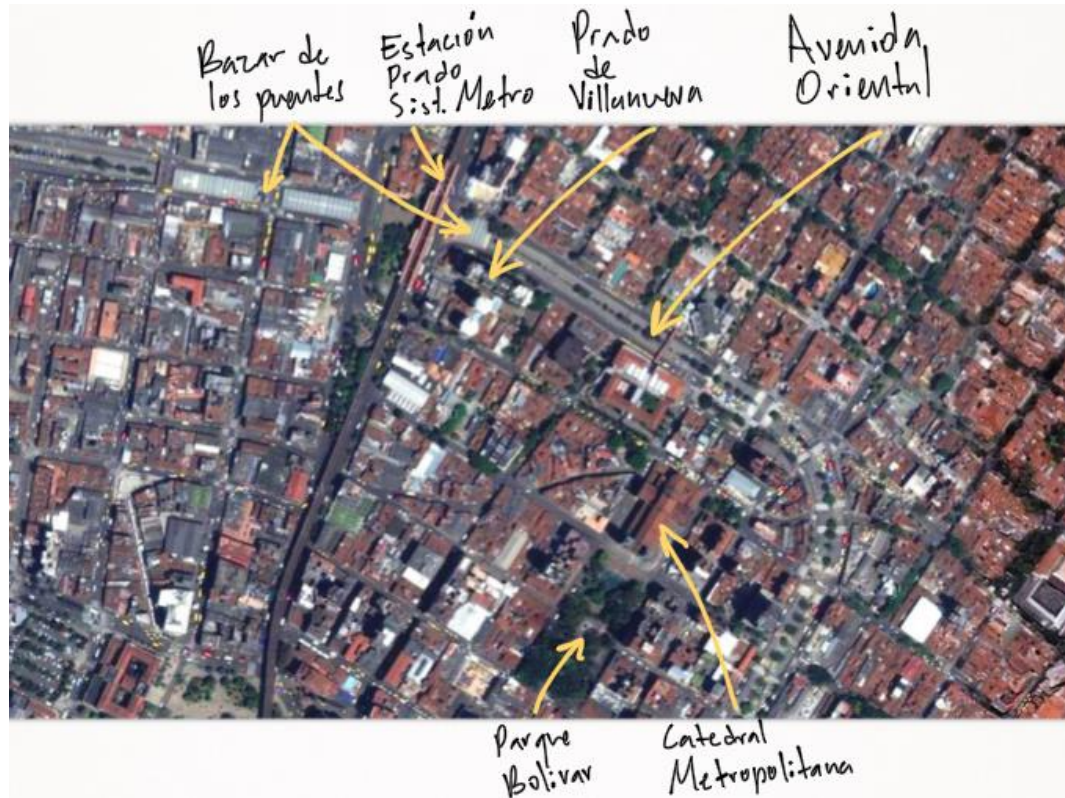 Bazar de
los puentes
Estación
Prado
Sist. Metro
Prado
de
Villanueva
Avenida
Oriental
Parque
Bolívar
Catedral
Metropolitana